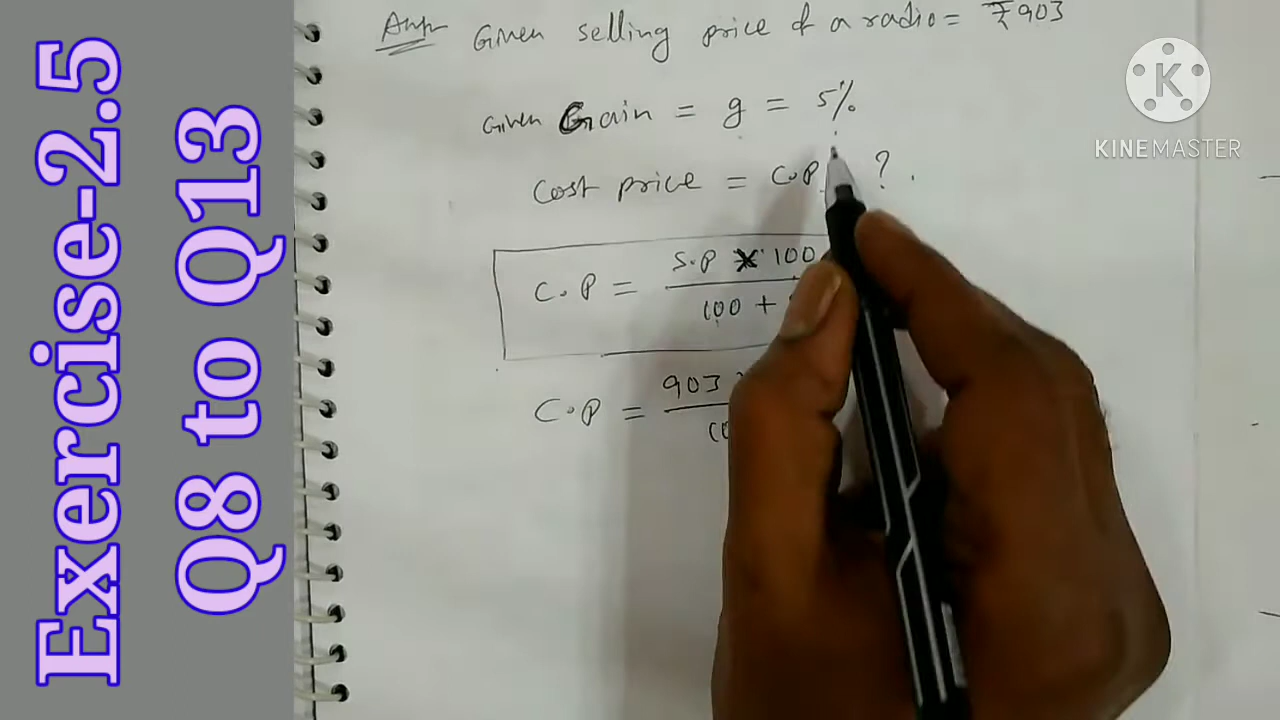 Exercise-2.5
Q8 to Q13
Ans Given selling price of a radio = ₹903
Given Gain = g = 5%
Cost price = C.P ?.
C.P = S.P × 100
100 +
C.P = 903
KINEMASTER